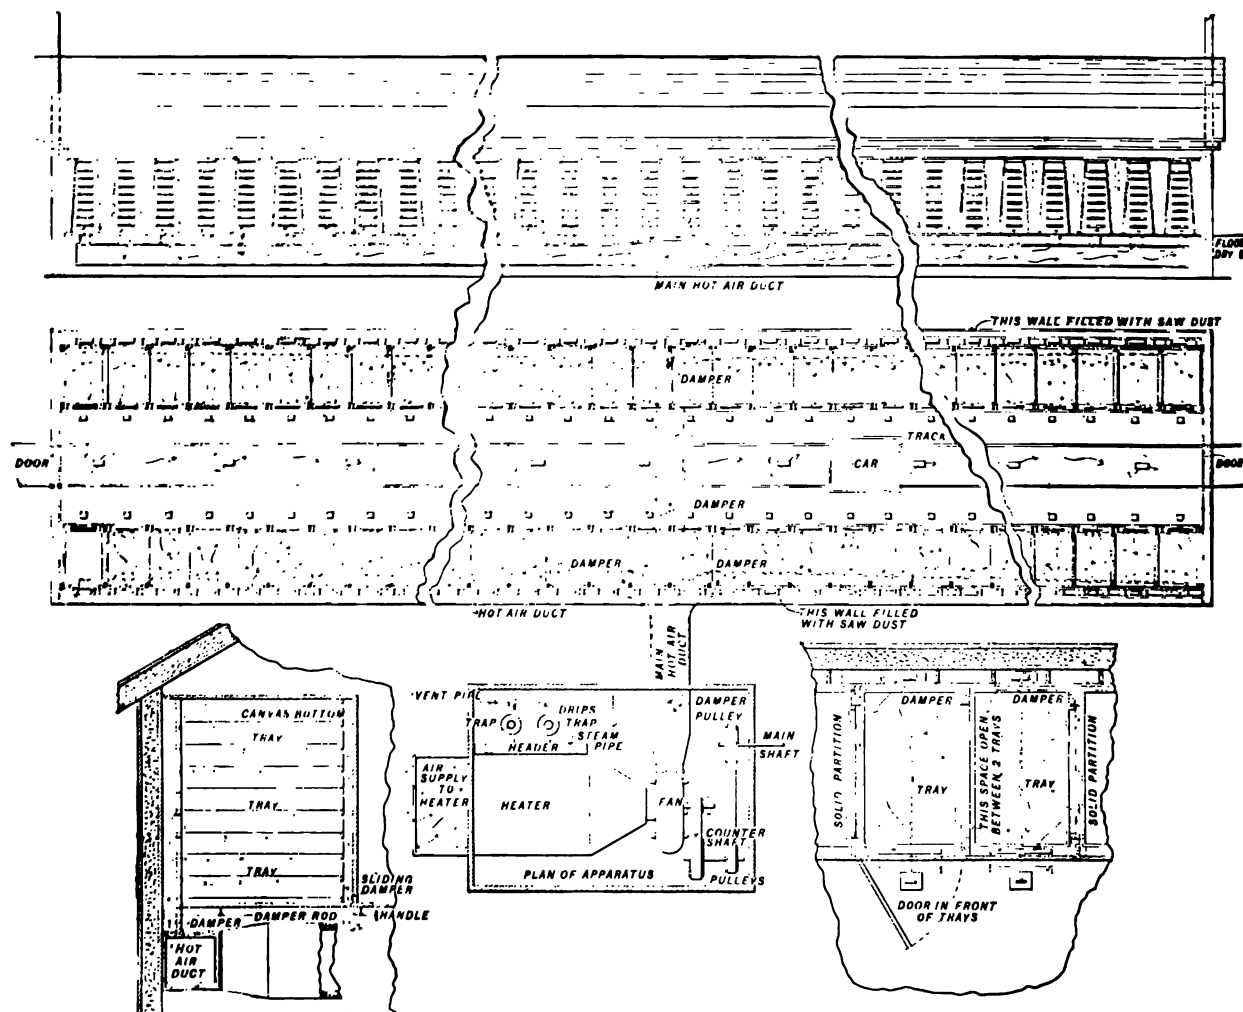 FLOOR
DRY
MAIN HOT AIR DUCT
THIS WALL FILLED WITH SAW DUST
DAMPER
TRACK
DOOR
CAR
DOOR
DAMPER
DAMPER
DAMPER
HOT AIR DUCT
THIS WALL FILLED
WITH SAW DUST
MAIN
HOT AIR
DUCT
CANVAS BOTTOM
TRAY
TRAY
TRAY
SLIDING
DAMPER
DAMPER
DAMPER ROD
HANDLE
HOT
AIR
DUCT
VENT PIPE
TRAP
DRIPS
TRAP
STEAM
PIPE
HEADER
DAMPER
PULLEY
MAIN
SHAFT
AIR
SUPPLY
TO
HEATER
HEATER
FAN
COUNTER
SHAFT
PLAN OF APPARATUS
PULLEYS
DAMPER
DAMPER
SOLID PARTITION
TRAY
THIS SPACE OPEN
BETWEEN 2 TRAYS
TRAY
SOLID PARTITION
DOOR IN FRONT
OF TRAYS